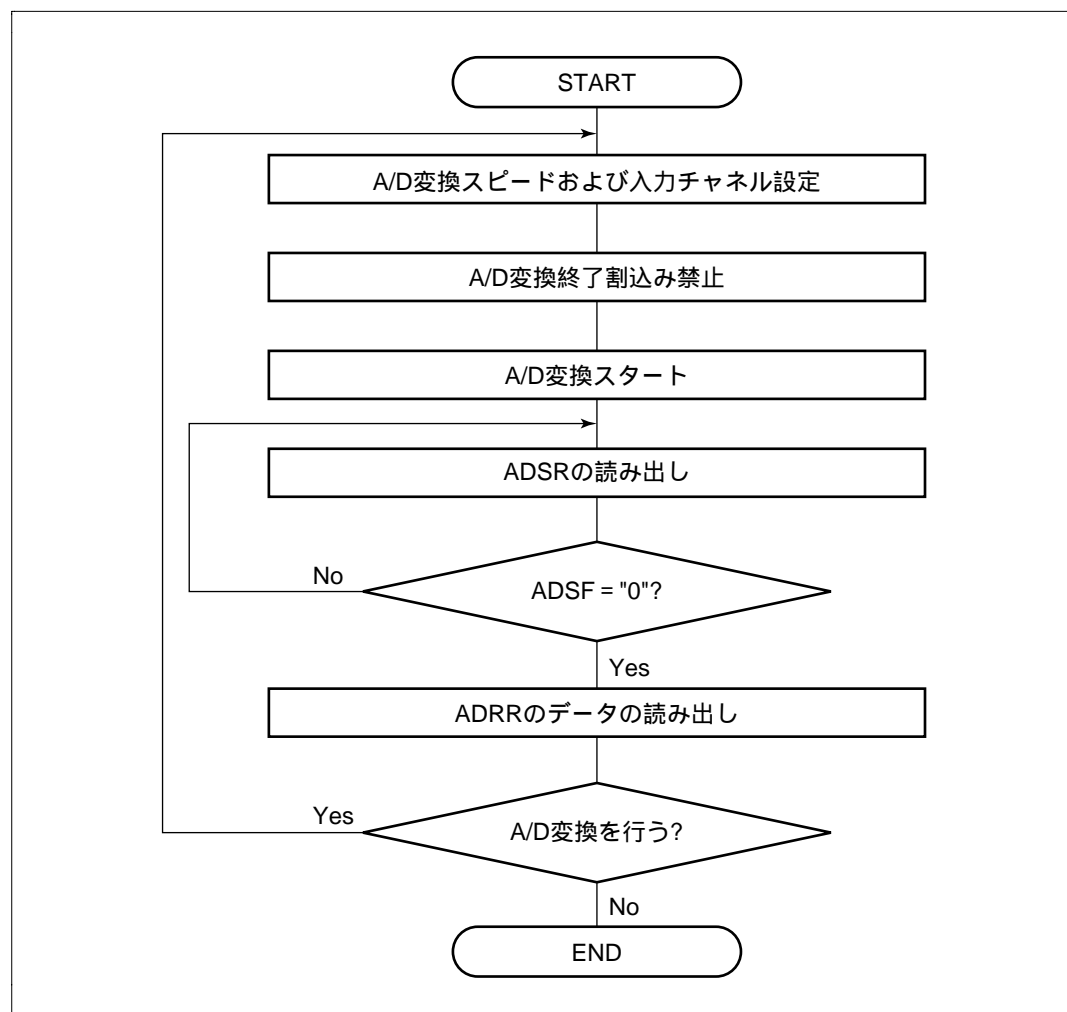 START
A/D変換スピードおよび入力チャネル設定
A/D変換終了割込み禁止
A/D変換スタート
ADSRの読み出し
No
ADSF = "0"?
Yes
ADRRのデータの読み出し
Yes
A/D変換を行う?
No
END